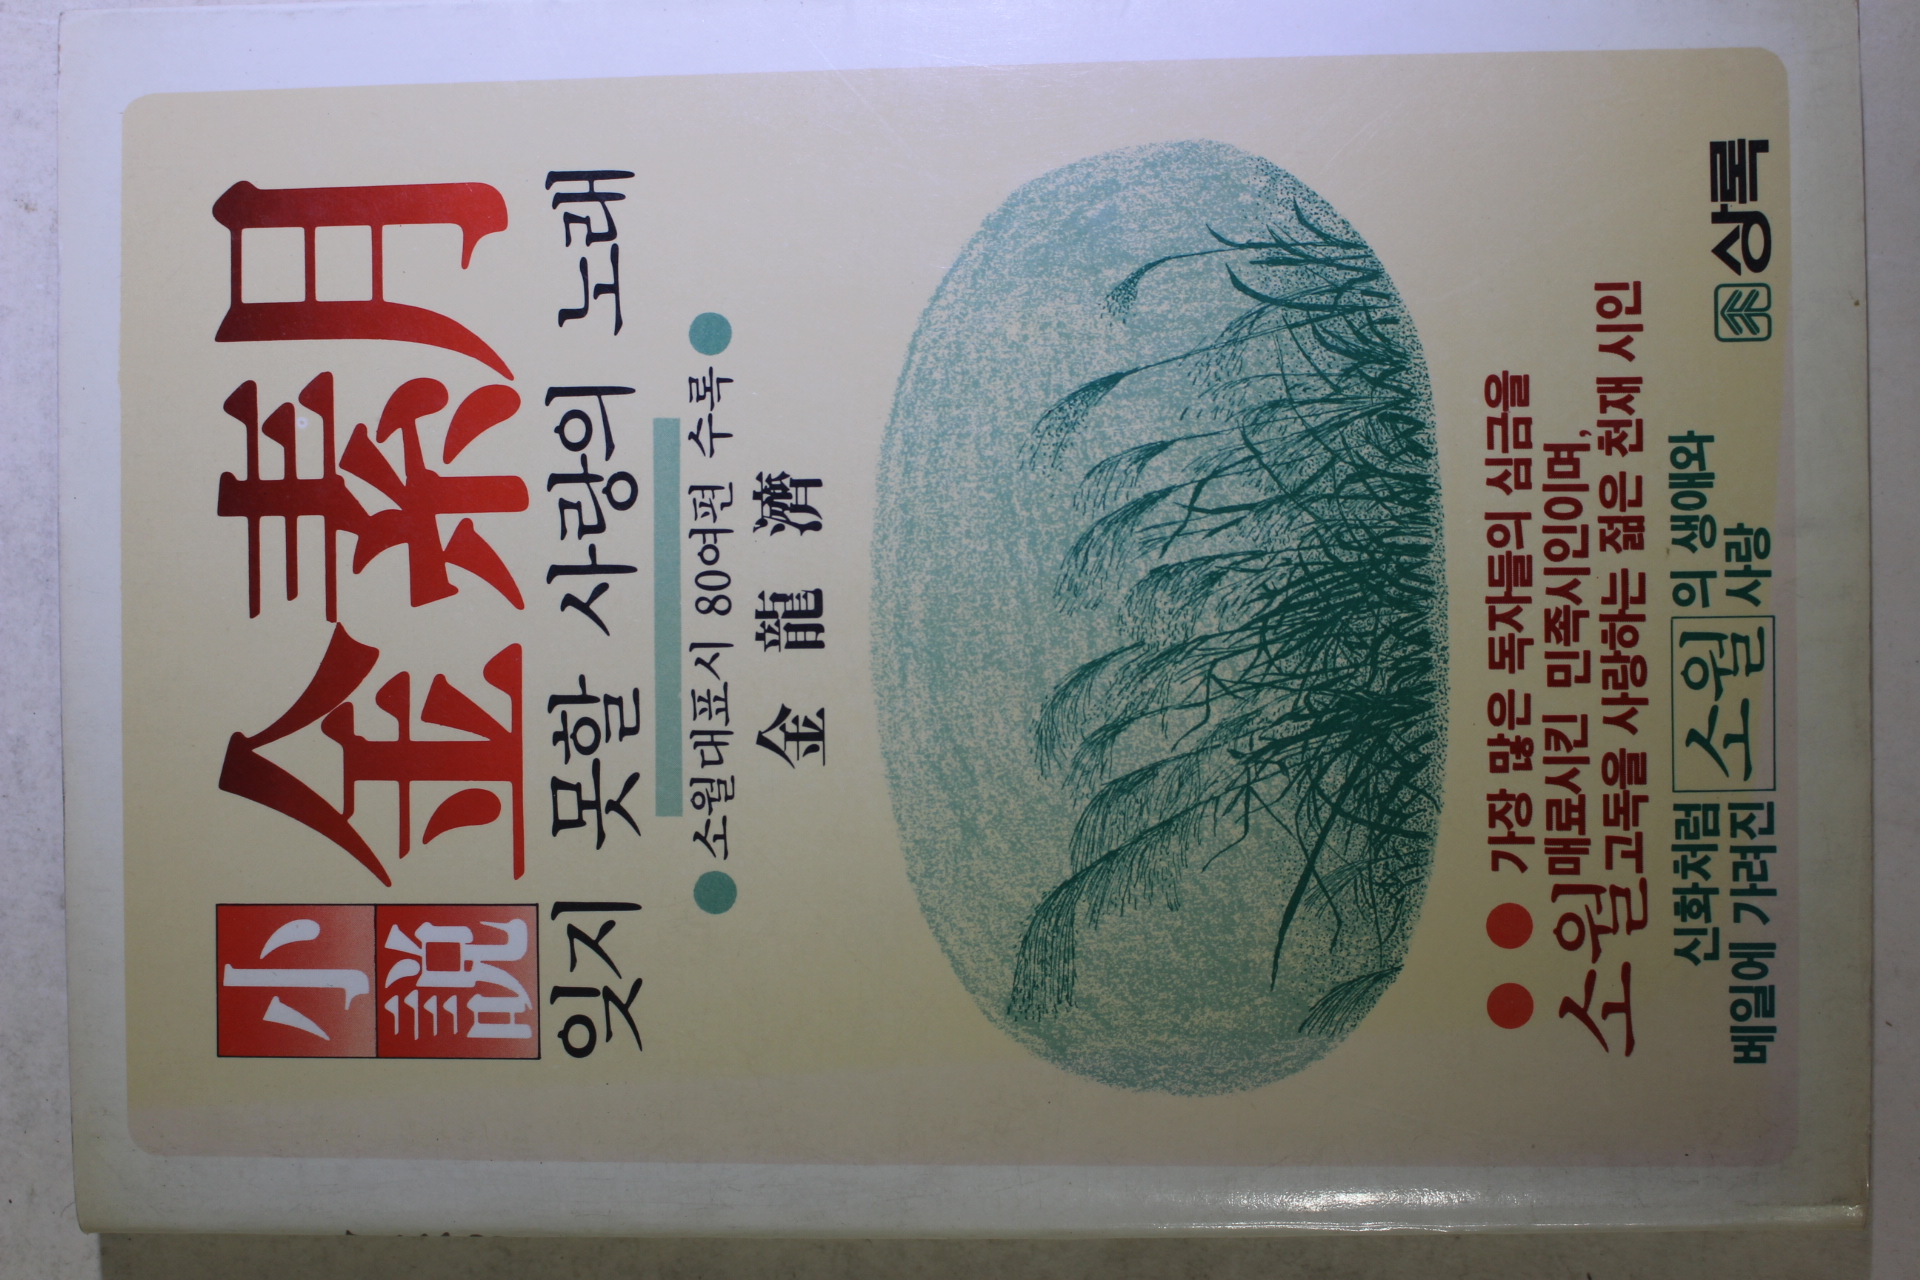 小說 金素月
잊지 못할 사랑의 노래
● 소월대표시 80여편 수록 ●
金龍濟
●● 가장 많은 독자들의 심금을
소월 매료시킨 민족시인이며,
고독을 사랑하는 젊은 천재 시인
신화처럼 소월의 생애와
베일에 가려진 사랑
상록